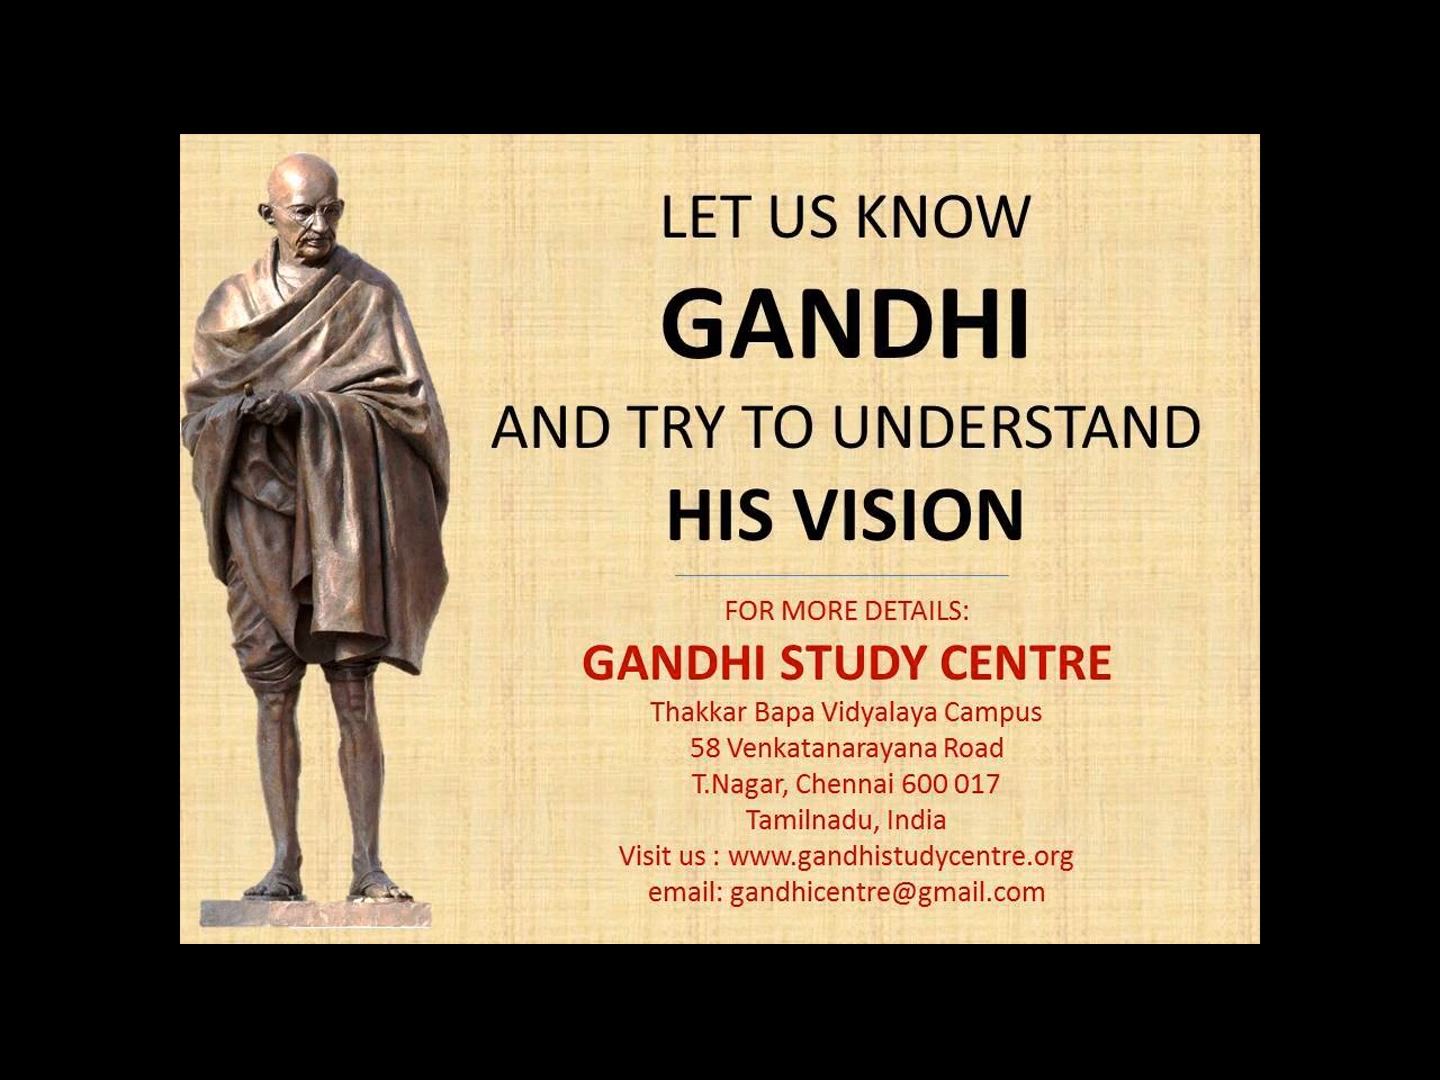 LET US KNOW
GANDHI
AND TRY TO UNDERSTAND
HIS VISION
FOR MORE DETAILS:
GANDHI STUDY CENTRE
Thakkar Bapa Vidyalaya Campus
58 Venkatanarayana Road
T.Nagar, Chennai 600 017
Tamilnadu, India
Visit us : www.gandhistudycentre.org
email: gandhicentre@gmail.com